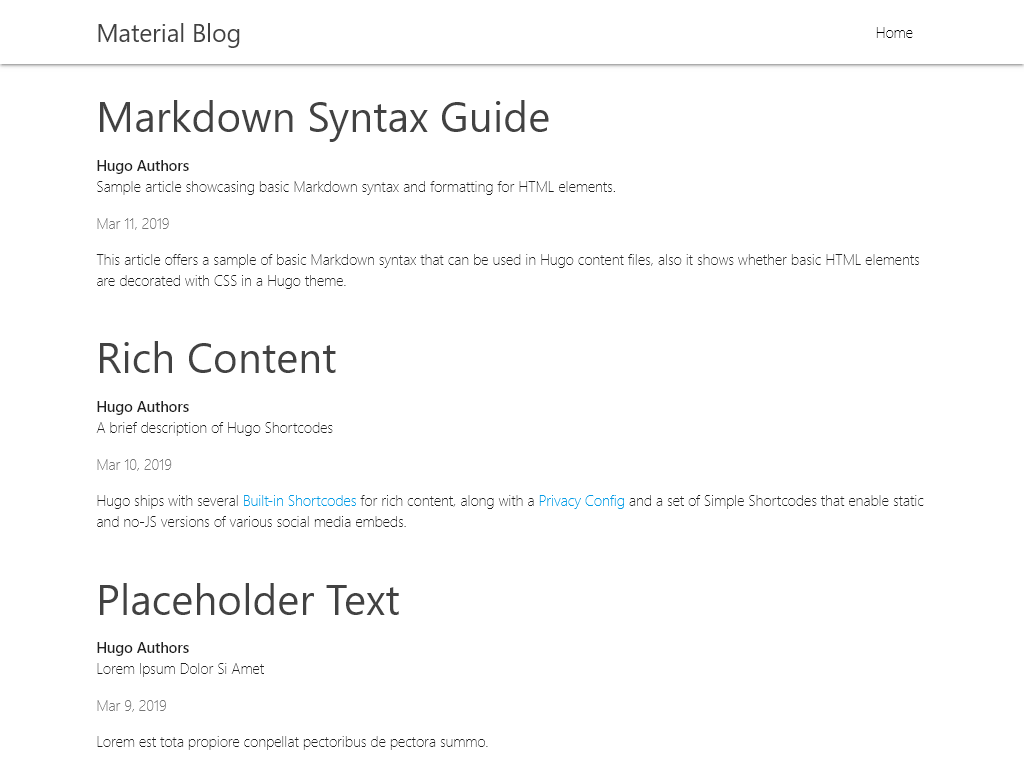 Material Blog
Home
Markdown Syntax Guide
Hugo Authors
Sample article showcasing basic Markdown syntax and formatting for HTML elements.
Mar 11, 2019
This article offers a sample of basic Markdown syntax that can be used in Hugo content files, also it shows whether basic HTML elements
are decorated with CSS in a Hugo theme.
Rich Content
Hugo Authors
A brief description of Hugo Shortcodes
Mar 10, 2019
Hugo ships with several Built-in Shortcodes for rich content, along with a Privacy Config and a set of Simple Shortcodes that enable static
and no-JS versions of various social media embeds.
Placeholder Text
Hugo Authors
Lorem Ipsum Dolor Si Amet
Mar 9, 2019
Lorem est tota propiore conpellat pectoribus de pectora summo.